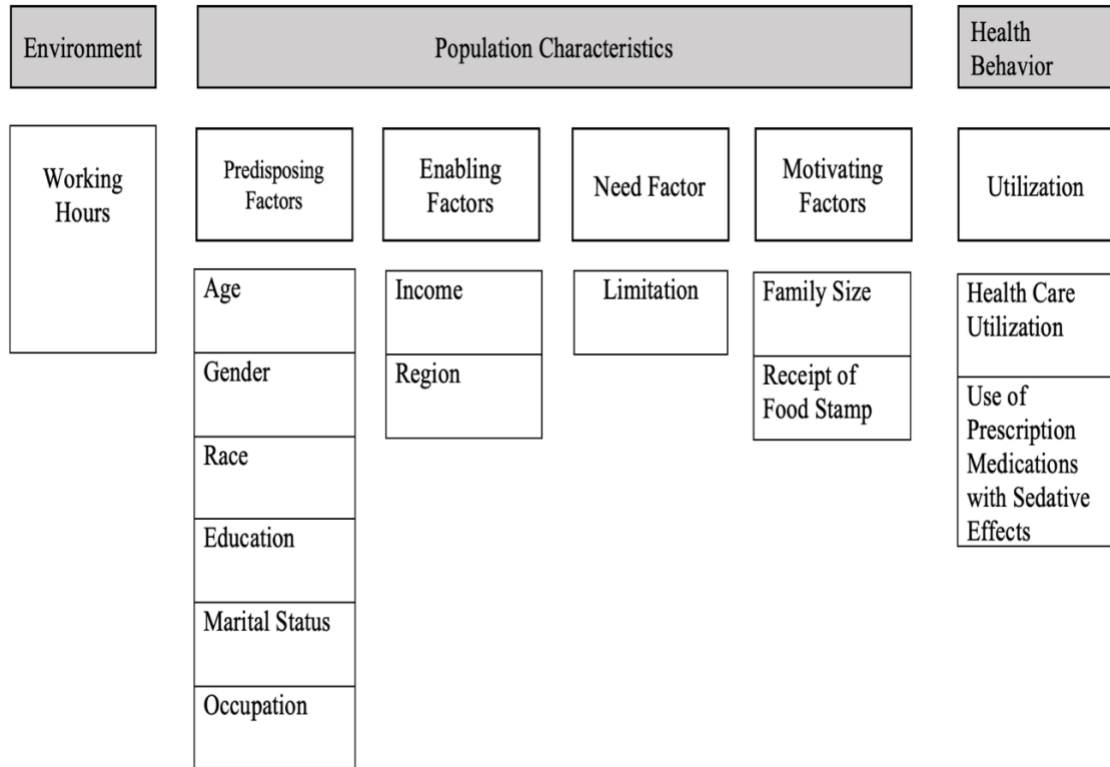 Environment
Population Characteristics
Health
Behavior
Working
Hours
Predisposing
Factors
Enabling
Factors
Need Factor
Motivating
Factors
Utilization
Age
Gender
Race
Education
Marital Status
Occupation
Income
Region
Limitation
Family Size
Receipt of
Food Stamp
Health Care
Utilization
Use of
Prescription
Medications
with Sedative
Effects